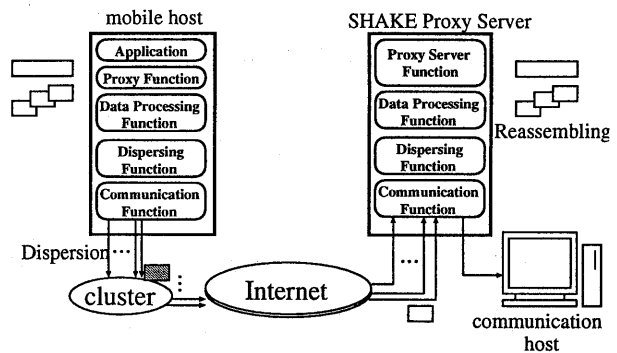 mobile host
Application
Proxy Function
Data Processing
Function
Dispersing
Function
Communication
Function
Dispersion
...
cluster
Internet
SHAKE Proxy Server
Proxy Server
Function
Data Processing
Function
Dispersing
Function
Communication
Function
...
Reassembling
communication
host